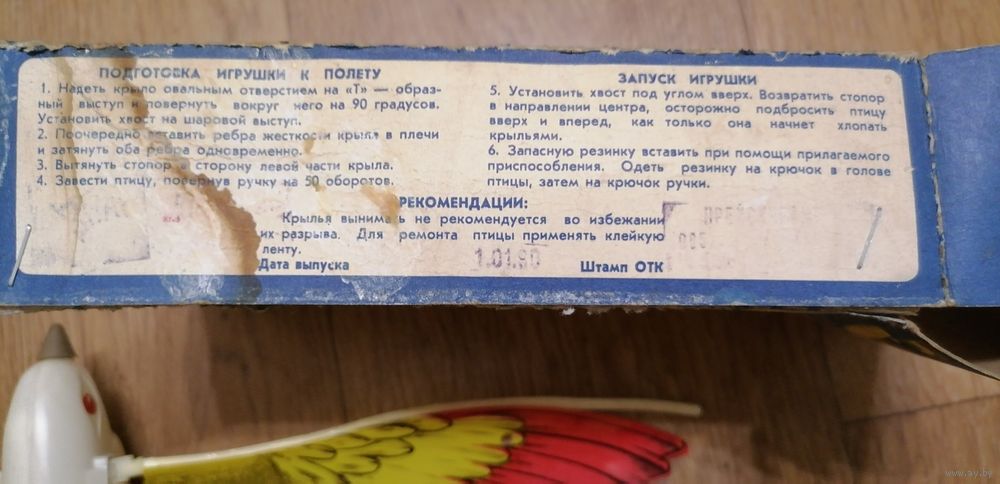 ПОДГОТОВКА ИГРУШКИ К ПОЛЕТУ
1. Надеть крыло овальным отверстием на «Т» — образ-
ный выступ и повернуть вокруг него на 90 градусов.
Установить хвост на шаровой выступ.
2. Поочередно вставить ребра жесткости крыла в плечи
и затянуть оба ребра одновременно.
3. Вытянуть стопор в сторону левой части крыла.
4. Завести птицу, повернув ручку на 50 оборотов.
ЗАПУСК ИГРУШКИ
5. Установить хвост под углом вверх. Возвратить стопор
в направлении центра, осторожно подбросить птицу
вверх и вперед, как только она начнет хлопать
крыльями.
6. Запасную резинку вставить при помощи прилагаемого
приспособления. Одеть резинку на крючок в голове
птицы, затем на крючок ручки.
РЕКОМЕНДАЦИИ:
Крылья вынимать не рекомендуется во избежании
их разрыва. Для ремонта птицы применять клейкую
ленту.
Дата выпуска 1.01.90 Штамп ОТК
www.ay.by